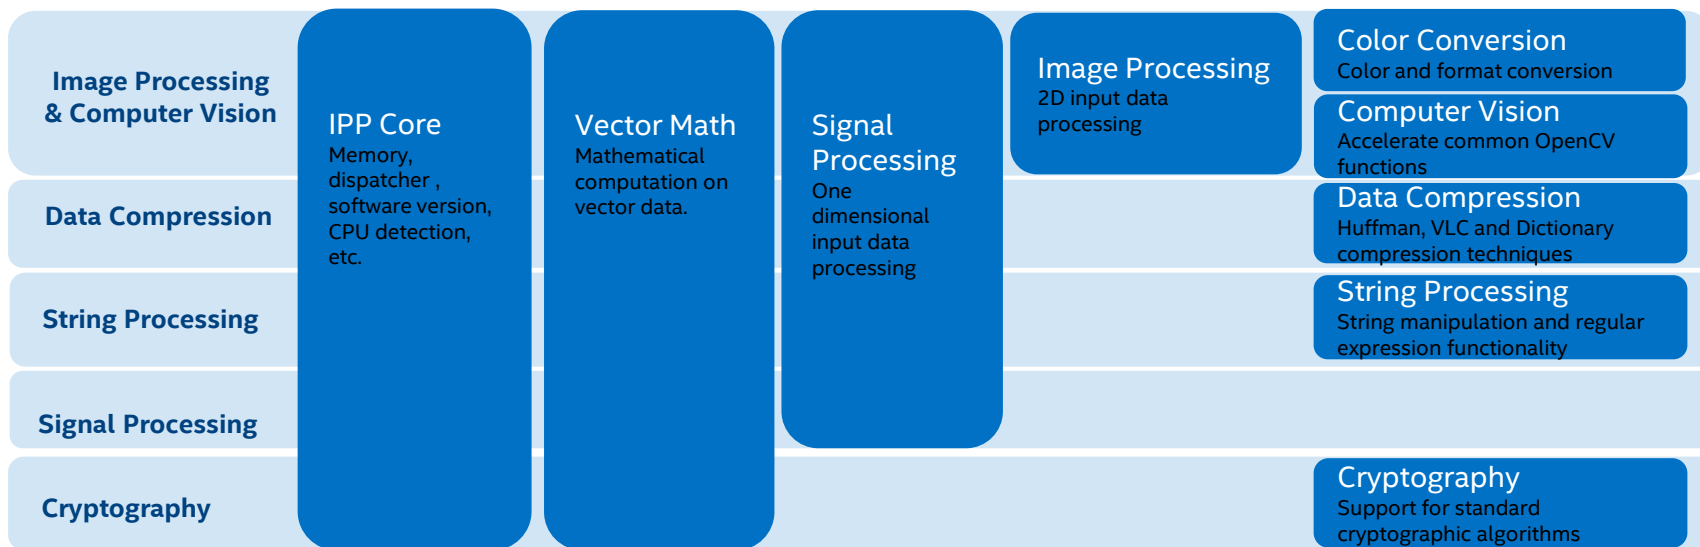 Image Processing
& Computer Vision
Data Compression
String Processing
Signal Processing
Cryptography
IPP Core
Memory,
dispatcher ,
software version,
CPU detection,
etc.
Vector Math
Mathematical
computation on
vector data.
Signal
Processing
One
dimensional
input data
processing
Image Processing
2D input data
processing
Color Conversion
Color and format conversion
Computer Vision
Accelerate common OpenCV
functions
Data Compression
Huffman, VLC and Dictionary
compression techniques
String Processing
String manipulation and regular
expression functionality
Cryptography
Support for standard
cryptographic algorithms